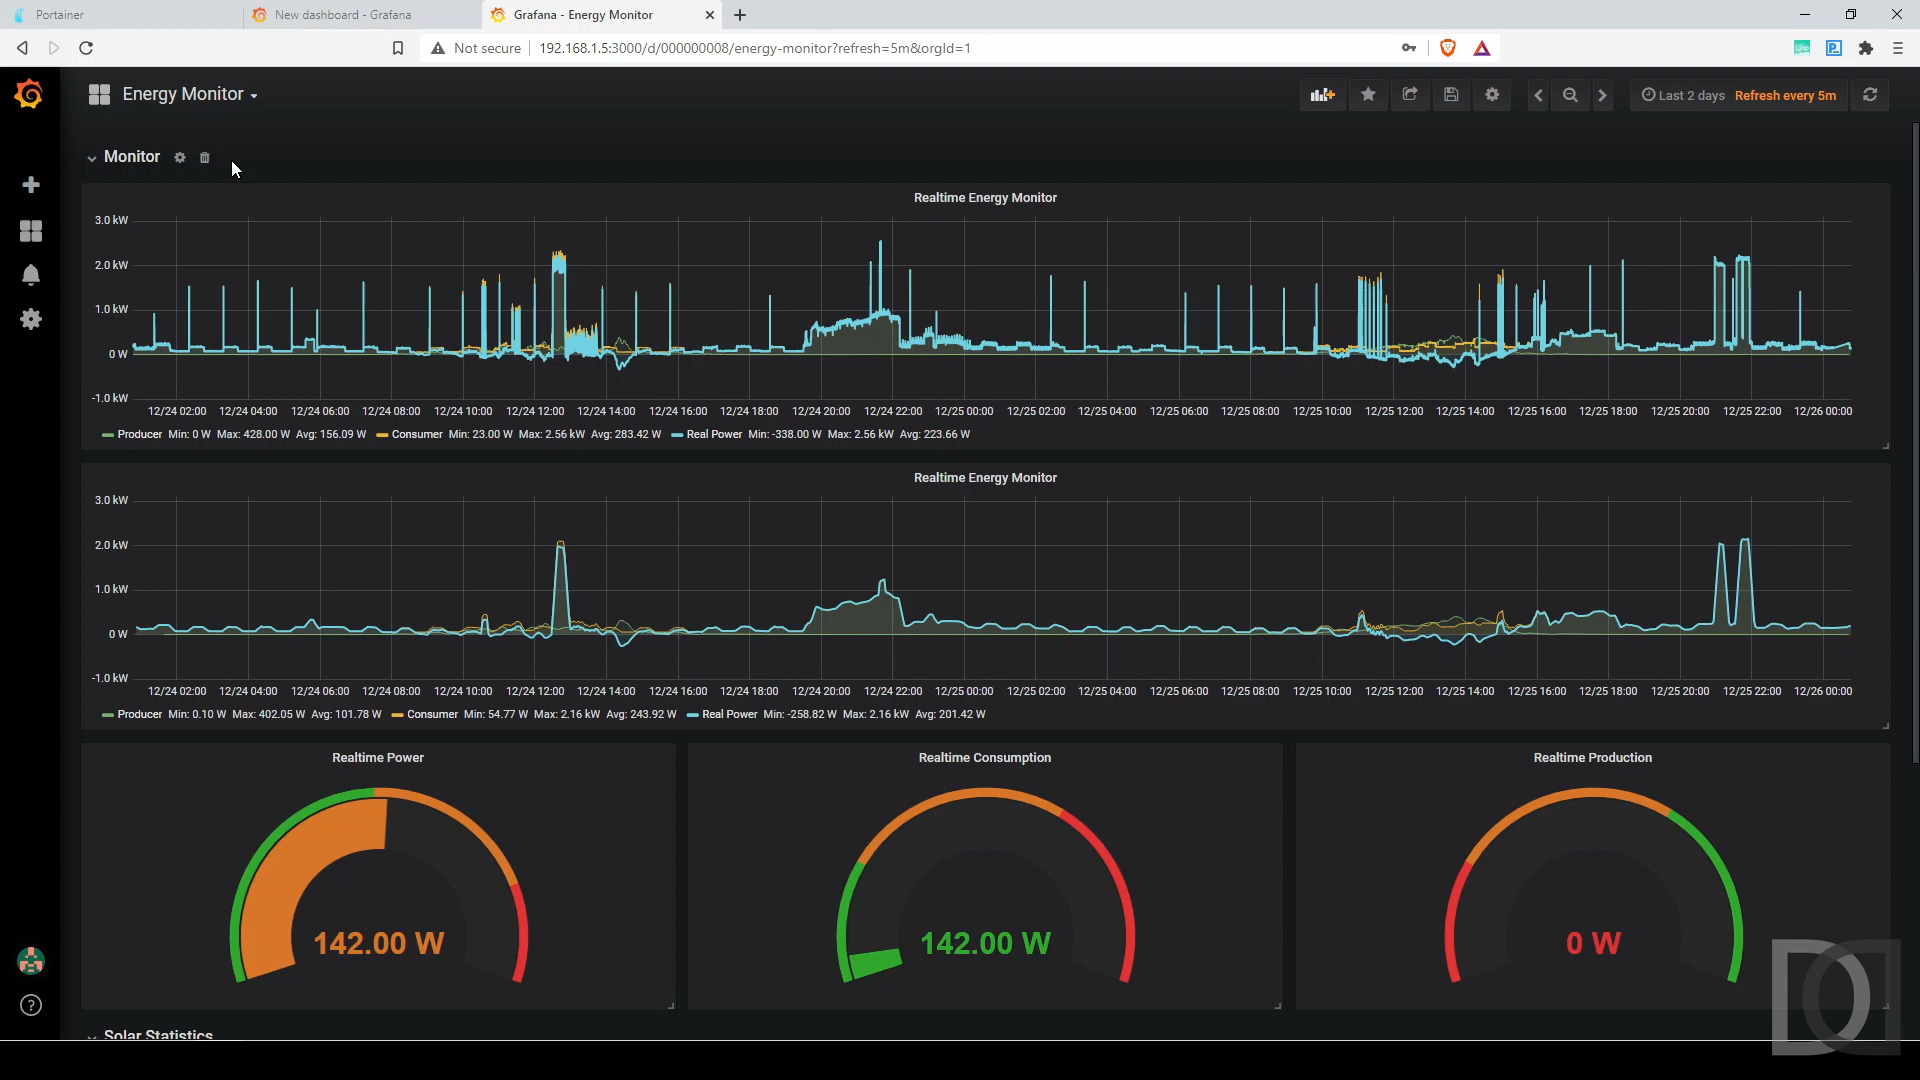 Portainer
New dashboard - Grafana
Grafana - Energy Monitor
Not secure
192.168.1.5:3000/d/000000008/energy-monitor?refresh=5m&orgId=1
Energy Monitor
Last 2 days Refresh every 5m
Monitor
Realtime Energy Monitor
3.0 kW
2.0 kW
1.0 kW
0 W
-1.0 kW
12/24 02:00 12/24 04:00 12/24 06:00 12/24 08:00 12/24 10:00 12/24 12:00 12/24 14:00 12/24 16:00 12/24 18:00 12/24 20:00 12/24 22:00 12/25 00:00 12/25 02:00 12/25 04:00 12/25 06:00 12/25 08:00 12/25 10:00 12/25 12:00 12/25 14:00 12/25 16:00 12/25 18:00 12/25 20:00 12/25 22:00 12/26 00:00
Producer Min: 0 W Max: 428.00 W Avg: 156.09 W Consumer Min: 23.00 W Max: 2.56 kW Avg: 283.42 W Real Power Min: -338.00 W Max: 2.56 kW Avg: 223.66 W
Realtime Energy Monitor
3.0 kW
2.0 kW
1.0 kW
0 W
-1.0 kW
12/24 02:00 12/24 04:00 12/24 06:00 12/24 08:00 12/24 10:00 12/24 12:00 12/24 14:00 12/24 16:00 12/24 18:00 12/24 20:00 12/24 22:00 12/25 00:00 12/25 02:00 12/25 04:00 12/25 06:00 12/25 08:00 12/25 10:00 12/25 12:00 12/25 14:00 12/25 16:00 12/25 18:00 12/25 20:00 12/25 22:00 12/26 00:00
Producer Min: 0.10 W Max: 402.05 W Avg: 101.78 W Consumer Min: 54.77 W Max: 2.16 kW Avg: 243.92 W Real Power Min: -258.82 W Max: 2.16 kW Avg: 201.42 W
Realtime Power
142.00 W
Realtime Consumption
142.00 W
Realtime Production
0 W
Solar Statistics